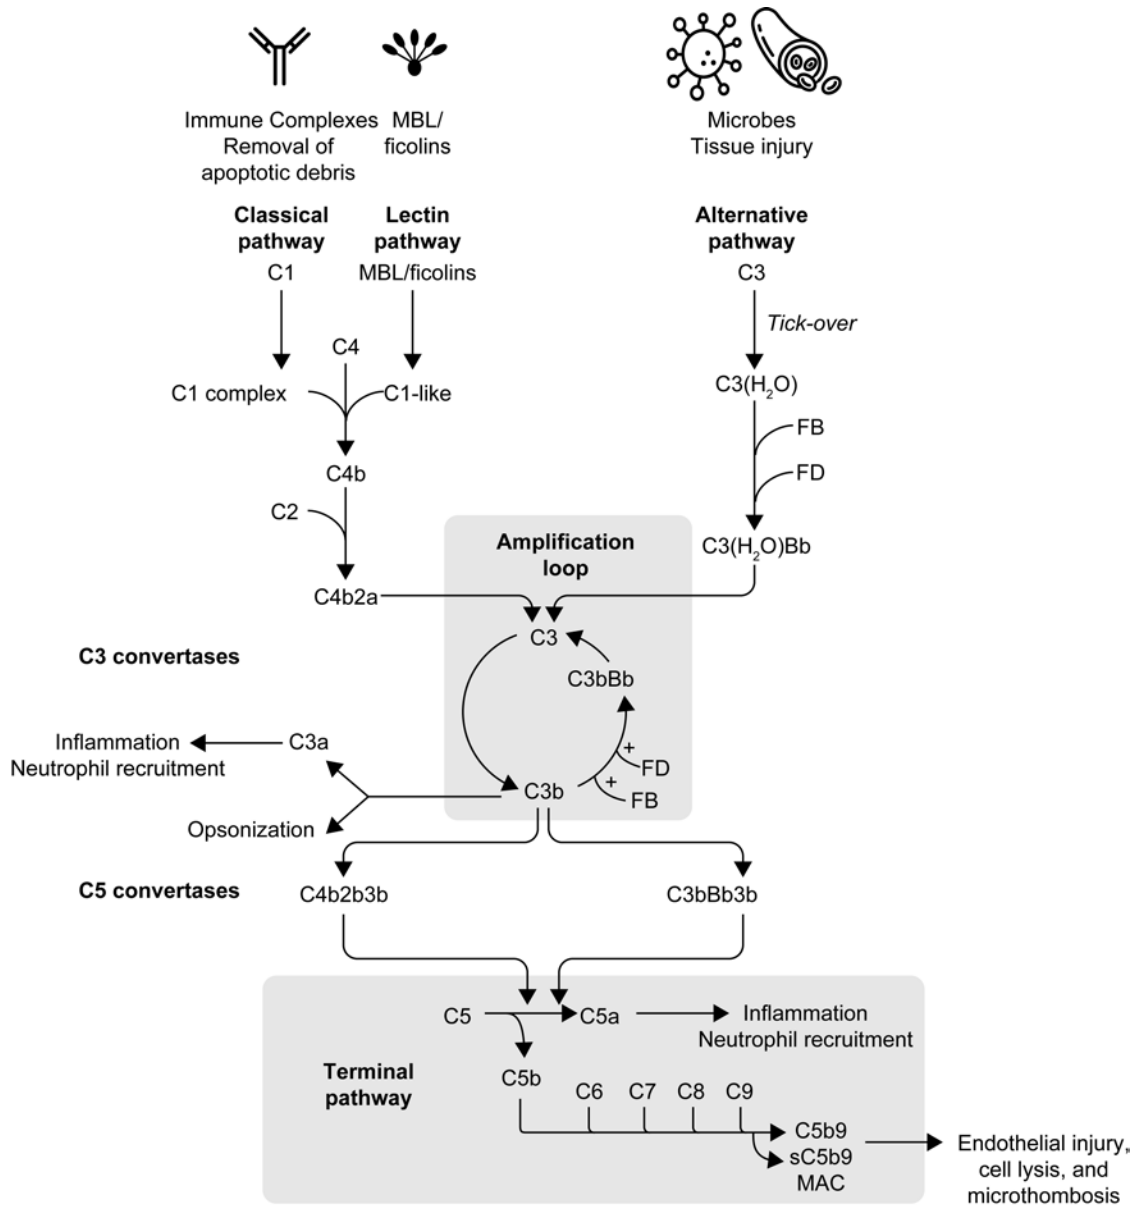 Immune Complexes
Removal of
apoptotic debris
MBL/
ficolins
Microbes
Tissue injury
Classical
pathway
Lectin
pathway
Alternative
pathway
C1
MBL/ficolins
C3
Tick-over
C4
C1 complex
C1-like
C3(H₂O)
FB
C4b
FD
C2
Amplification
loop
C3(H₂O)Bb
C4b2a
C3
C3 convertases
C3bBb
Inflammation
Neutrophil recruitment
C3a
+
FD
+
FB
C3b
Opsonization
C5 convertases
C4b2b3b
C3bBb3b
C5
C5a
Inflammation
Neutrophil recruitment
Terminal
pathway
C5b
C6
C7
C8
C9
C5b9
sC5b9
MAC
Endothelial injury,
cell lysis, and
microthombosis